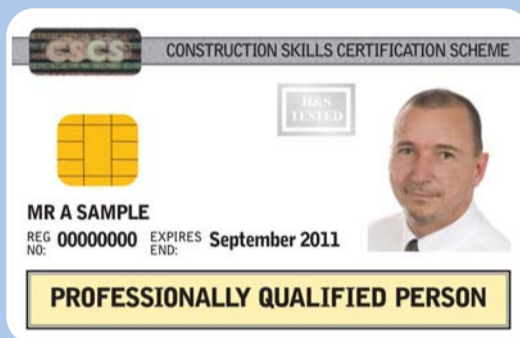 CSCS
CONSTRUCTION SKILLS CERTIFICATION SCHEME
H&S
TESTED
MR A SAMPLE
REG NO: 00000000 EXPIRES END: September 2011
PROFESSIONALLY QUALIFIED PERSON